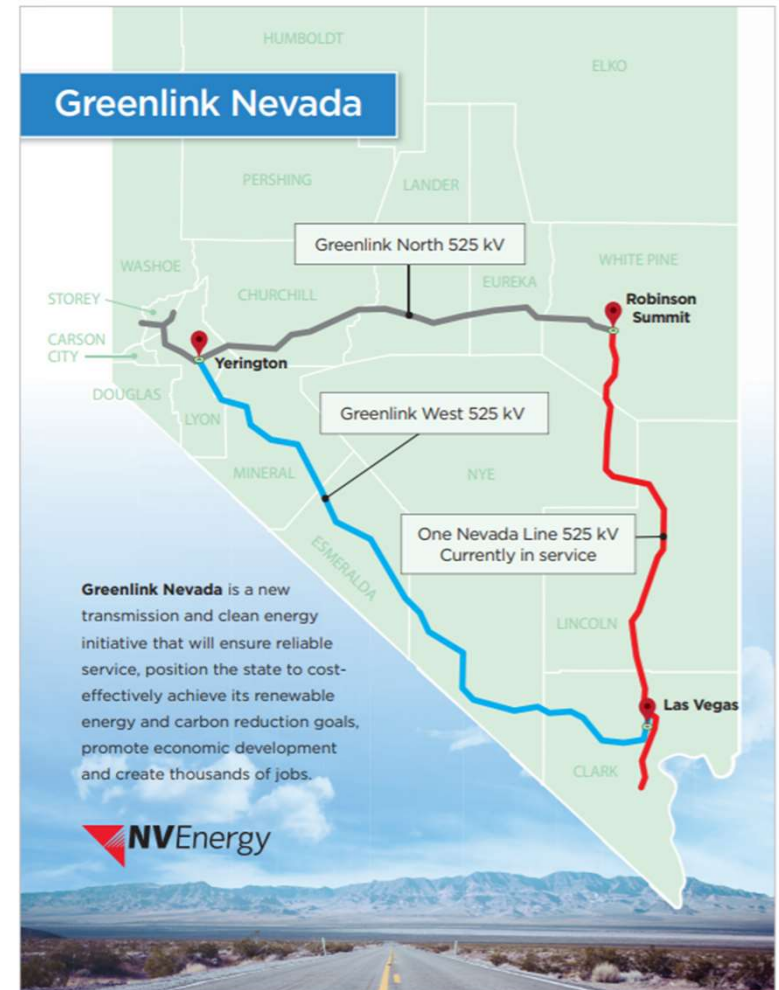 HUMBOLDT
ELKO
Greenlink Nevada
PERSHING
LANDER
Greenlink North 525 kV
WASHOE
WHITE PINE
EUREKA
CHURCHILL
STOREY
Robinson
Summit
CARSON
CITY
Yerington
DOUGLAS
LYON
Greenlink West 525 kV
MINERAL
NYE
One Nevada Line 525 kV
Currently in service
ESMERALDA
Greenlink Nevada is a new
transmission and clean energy
initiative that will ensure reliable
service, position the state to cost-
effectively achieve its renewable
energy and carbon reduction goals,
promote economic development
and create thousands of jobs.
LINCOLN
Las Vegas
CLARK
NVEnergy